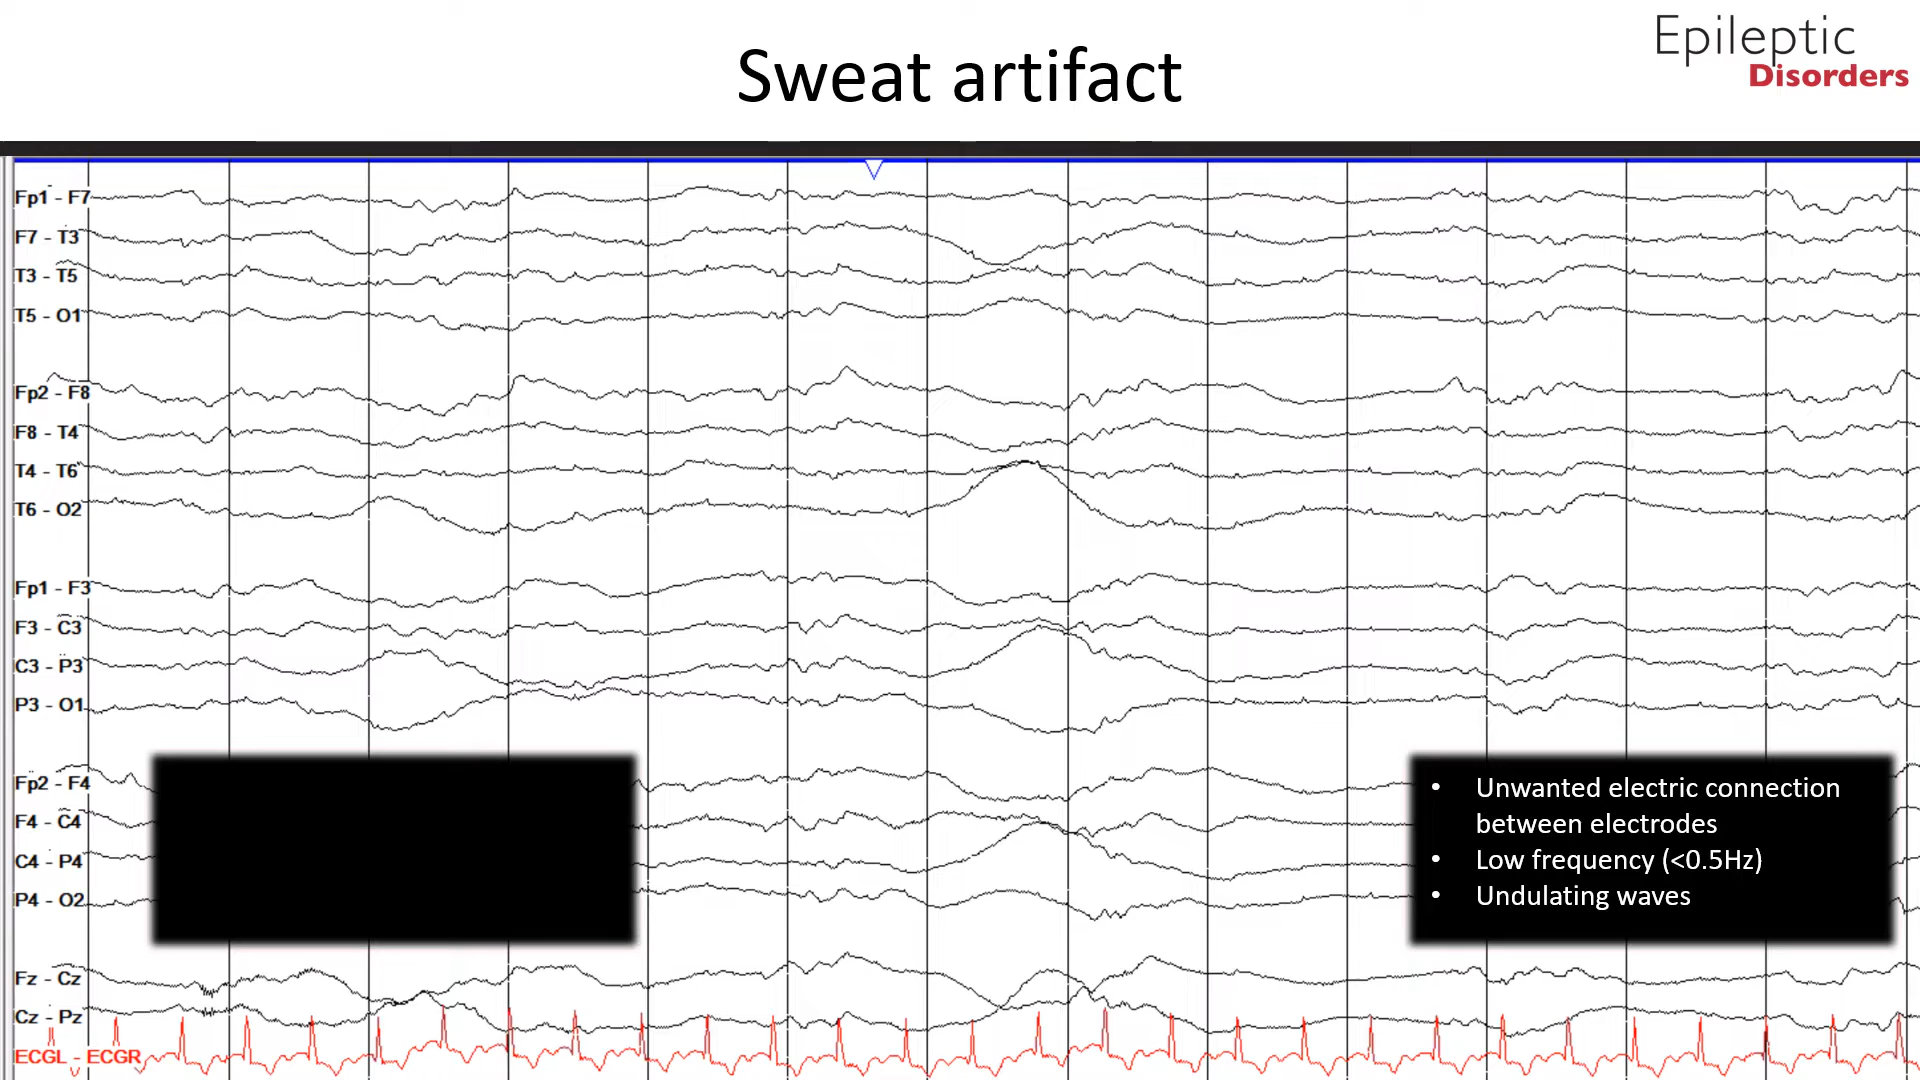 Sweat artifact
Epileptic
Disorders
Fp1 - F7
F7 - T3
T3 - T5
T5 - O1
Fp2 - F8
F8 - T4
T4 - T6
T6 - O2
Fp1 - F3
F3 - C3
C3 - P3
P3 - O1
Fp2 - F4
F4 - C4
C4 - P4
P4 - O2
Fz - Cz
Cz - Pz
ECGL - ECGR
• Unwanted electric connection
between electrodes
• Low frequency (<0.5Hz)
• Undulating waves